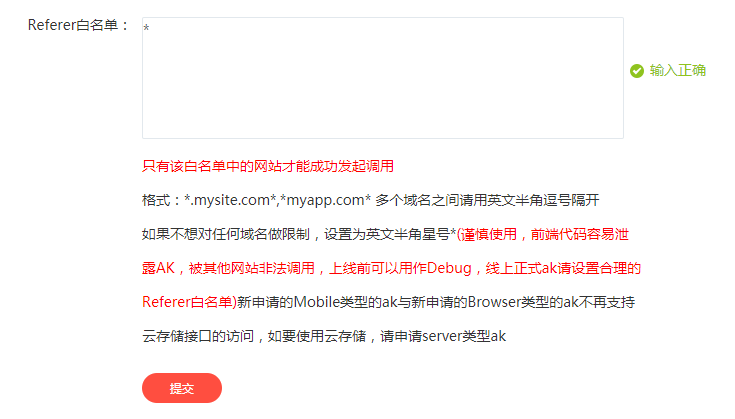 Referer白名单：
*
输入正确
只有该白名单中的网站才能成功发起调用
格式：*.mysite.com*,*myapp.com* 多个域名之间请用英文半角逗号隔开
如果不想对任何域名做限制，设置为英文半角星号*(谨慎使用，前端代码容易泄
露AK，被其他网站非法调用，上线前可以用作Debug，线上正式ak请设置合理的
Referer白名单)新申请的Mobile类型的ak与新申请的Browser类型的ak不再支持
云存储接口的访问，如要使用云存储，请申请server类型ak
提交